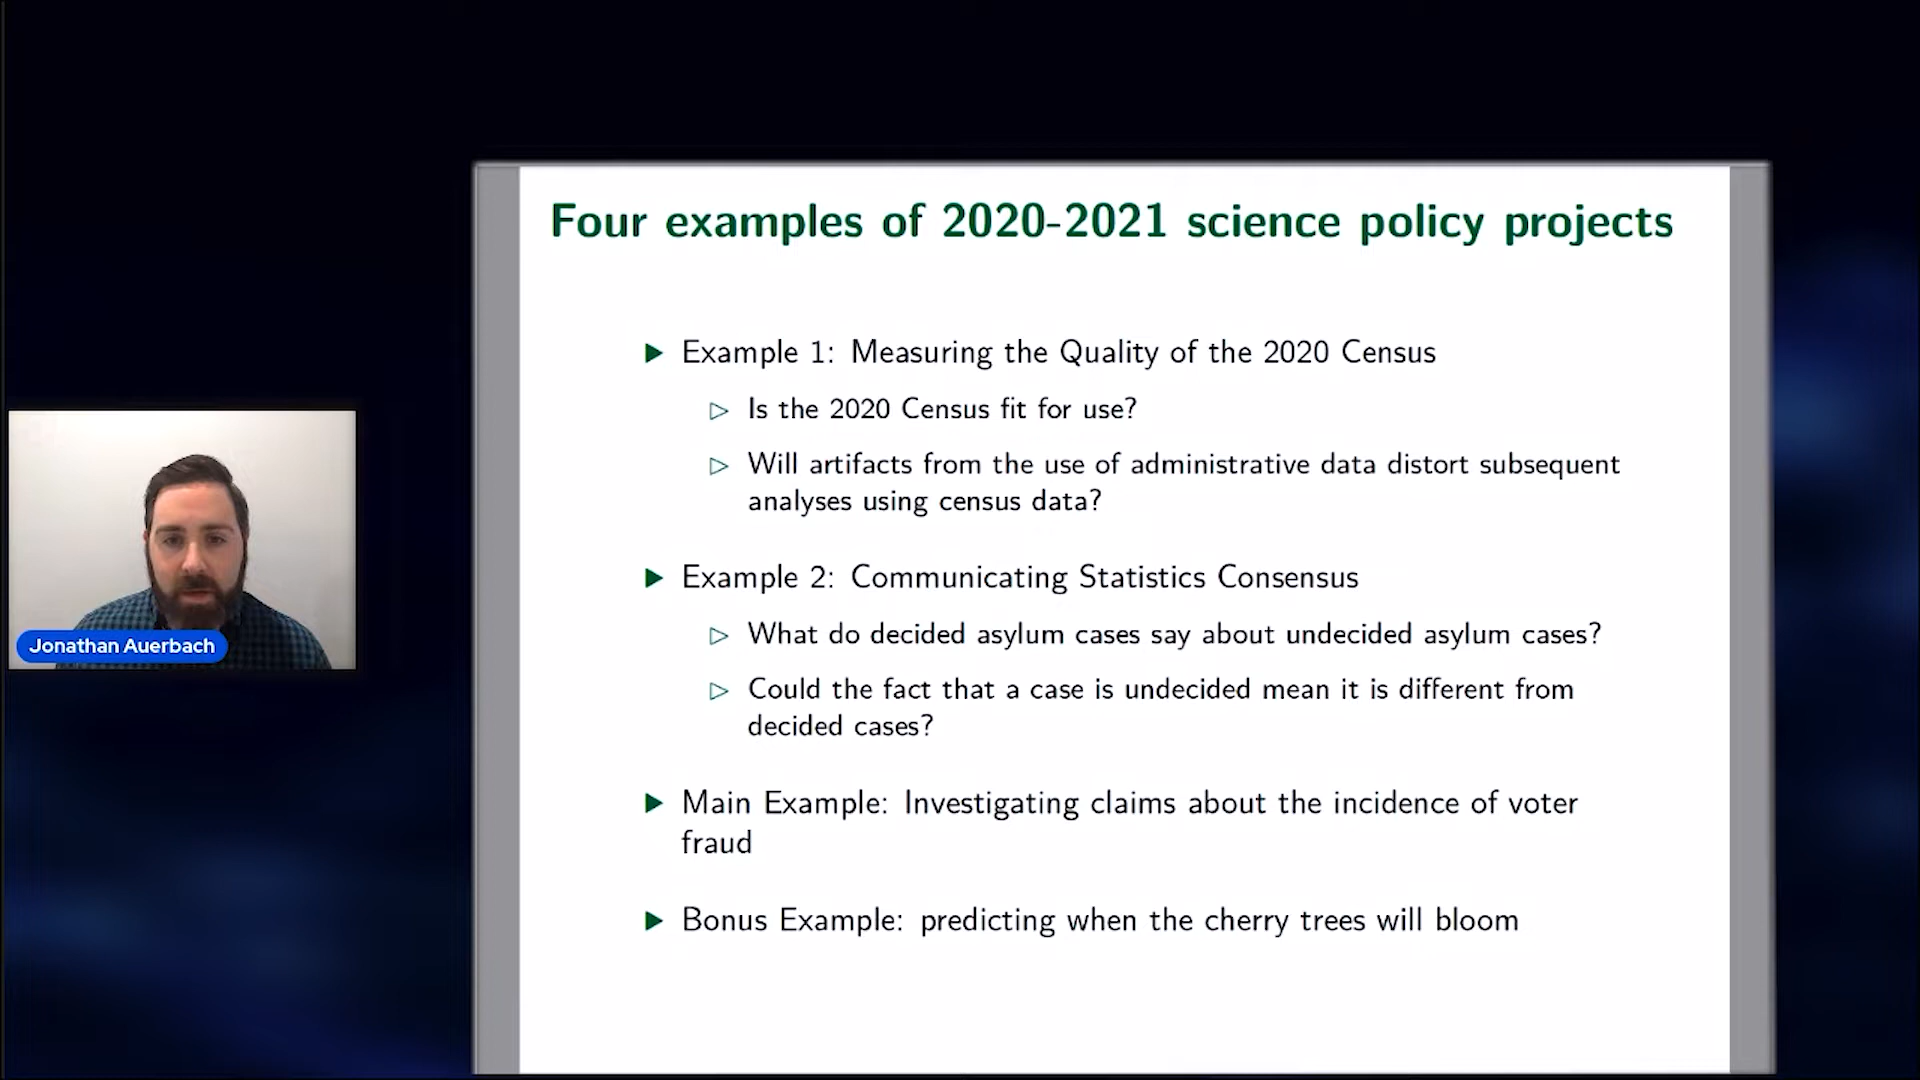 Four examples of 2020-2021 science policy projects
Example 1: Measuring the Quality of the 2020 Census
Is the 2020 Census fit for use?
Will artifacts from the use of administrative data distort subsequent
analyses using census data?
Example 2: Communicating Statistics Consensus
What do decided asylum cases say about undecided asylum cases?
Could the fact that a case is undecided mean it is different from
decided cases?
Main Example: Investigating claims about the incidence of voter
fraud
Bonus Example: predicting when the cherry trees will bloom
Jonathan Auerbach